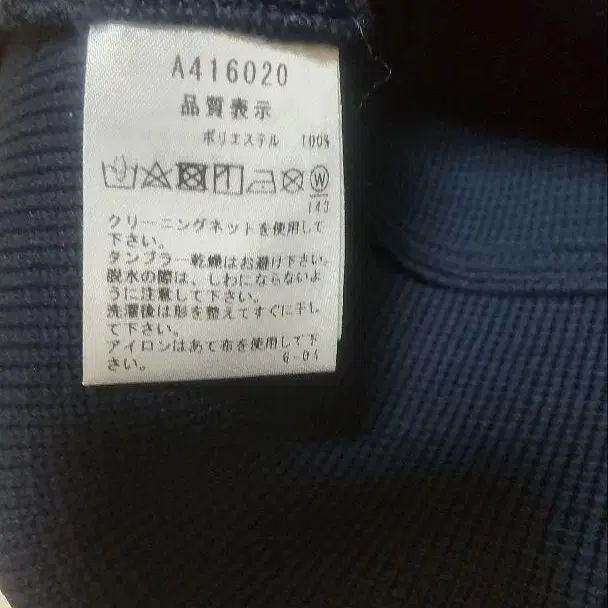 A416020
品質表示
ポリエステル 100%
W
143
クリーニングネットを使用して
下さい。
タンブラー乾燥はお避け下さい。
脱水の際は、しわにならないよ
うに注意して下さい。
洗濯後は形を整えてすぐに干し
て下さい。
アイロンはあて布を使用して下
さい。 6-04